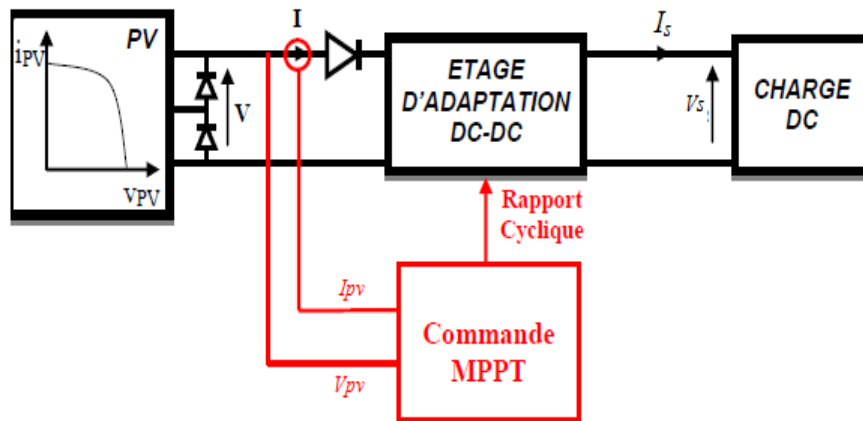 PV
iPV
VPV
V
I
ETAGE
D'ADAPTATION
DC-DC
Is
Vs
CHARGE
DC
Rapport
Cyclique
Ipv
Vpv
Commande
MPPT